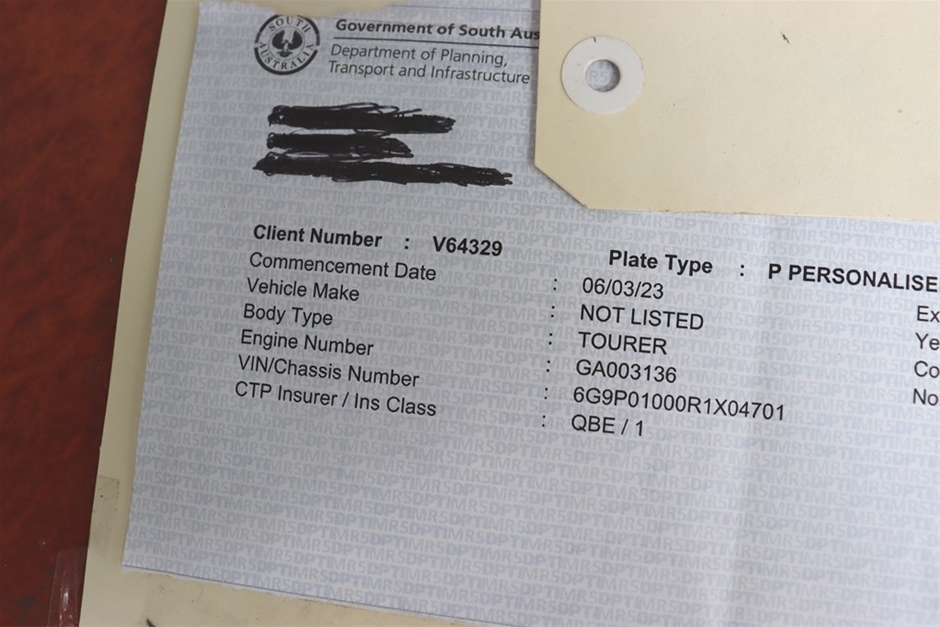 SOUTH AUSTRALIA
Government of South Aus
Department of Planning,
Transport and Infrastructure
Client Number : V64329
Plate Type : P PERSONALISE
Commencement Date : 06/03/23
Vehicle Make : NOT LISTED
Ex
Body Type : TOURER
Ye
Engine Number : GA003136
Co
VIN/Chassis Number : 6G9P01000R1X04701
No
CTP Insurer / Ins Class : QBE / 1